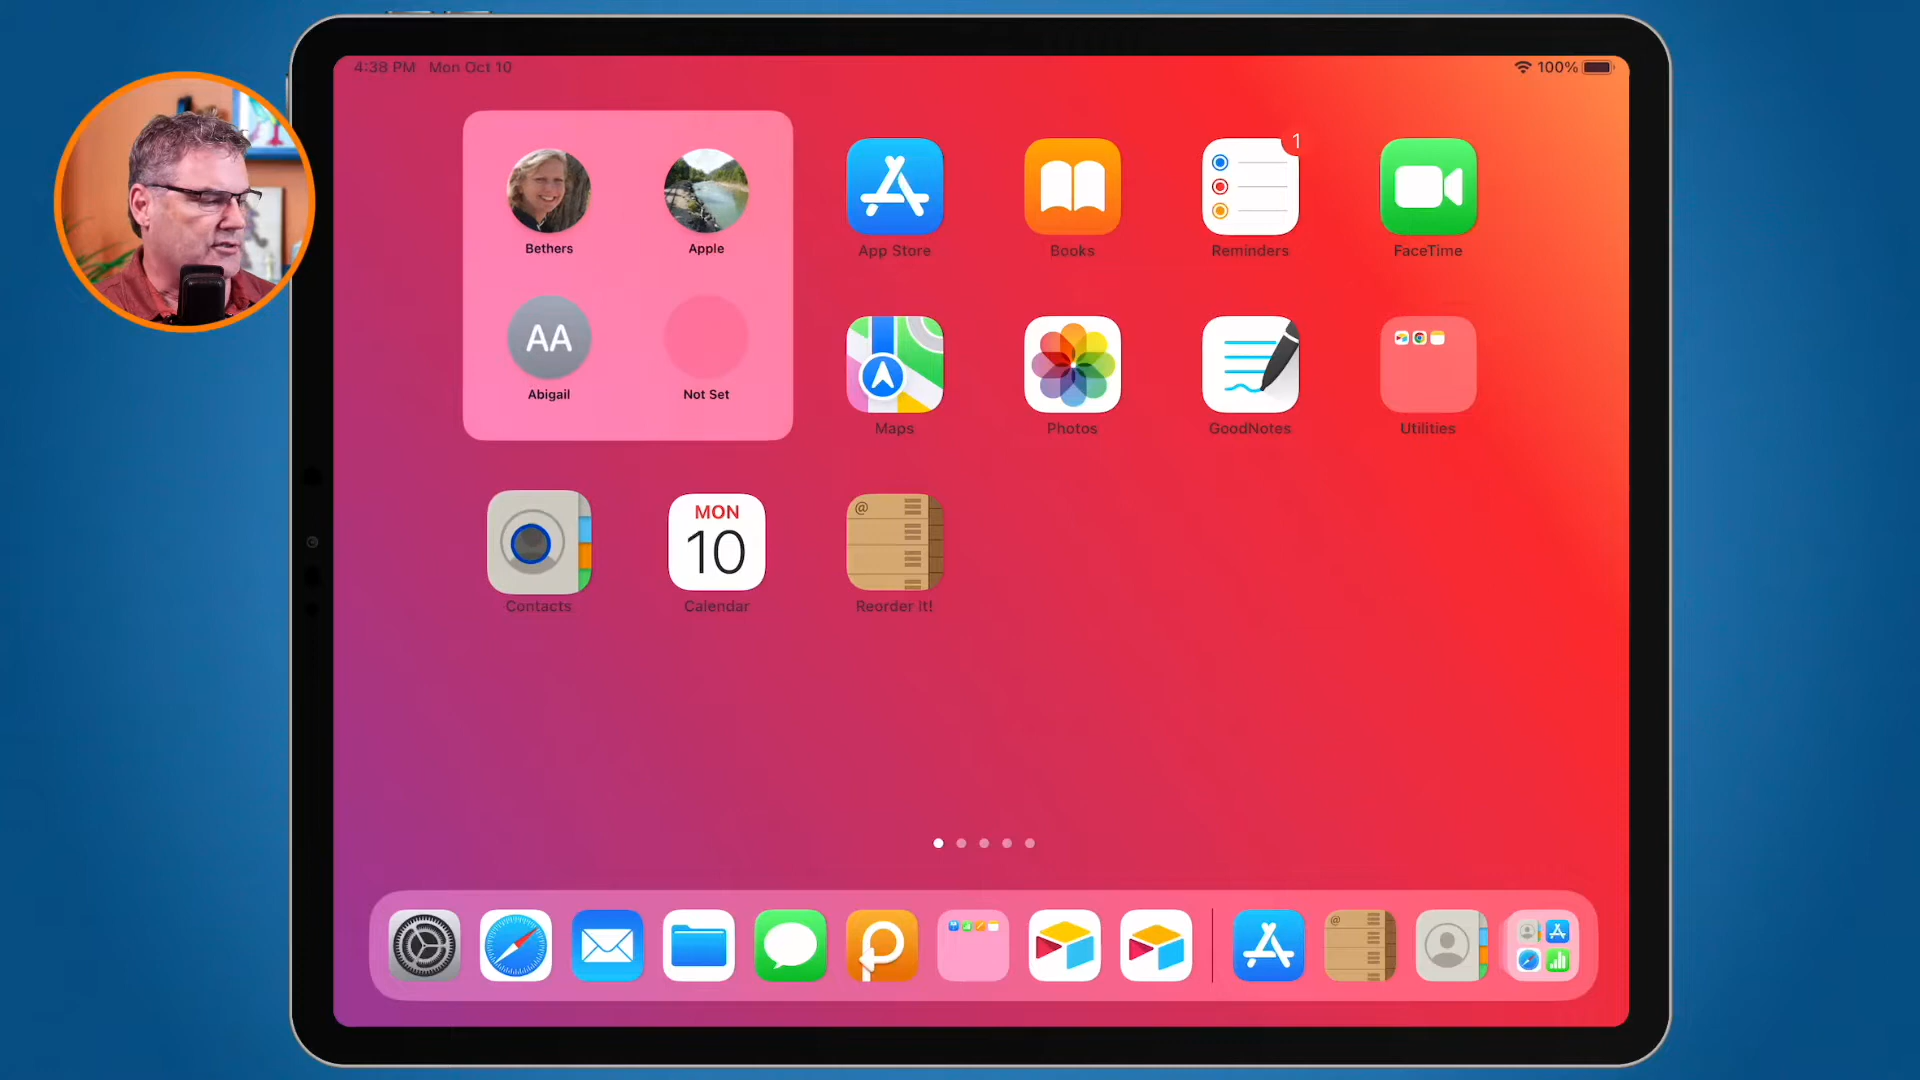 4:38 PM Mon Oct 10
100%
Bethers
Apple
Abigail
AA
Not Set
App Store
Books
1
Reminders
FaceTime
Maps
Photos
GoodNotes
Utilities
Contacts
MON
10
Calendar
@
Reorder It!
@